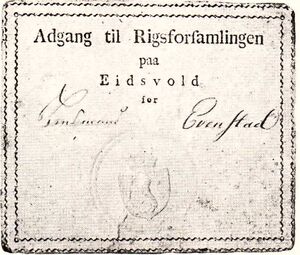 Adgang til Rigsforsamlingen
paa
Eidsvold
for
Evenstad